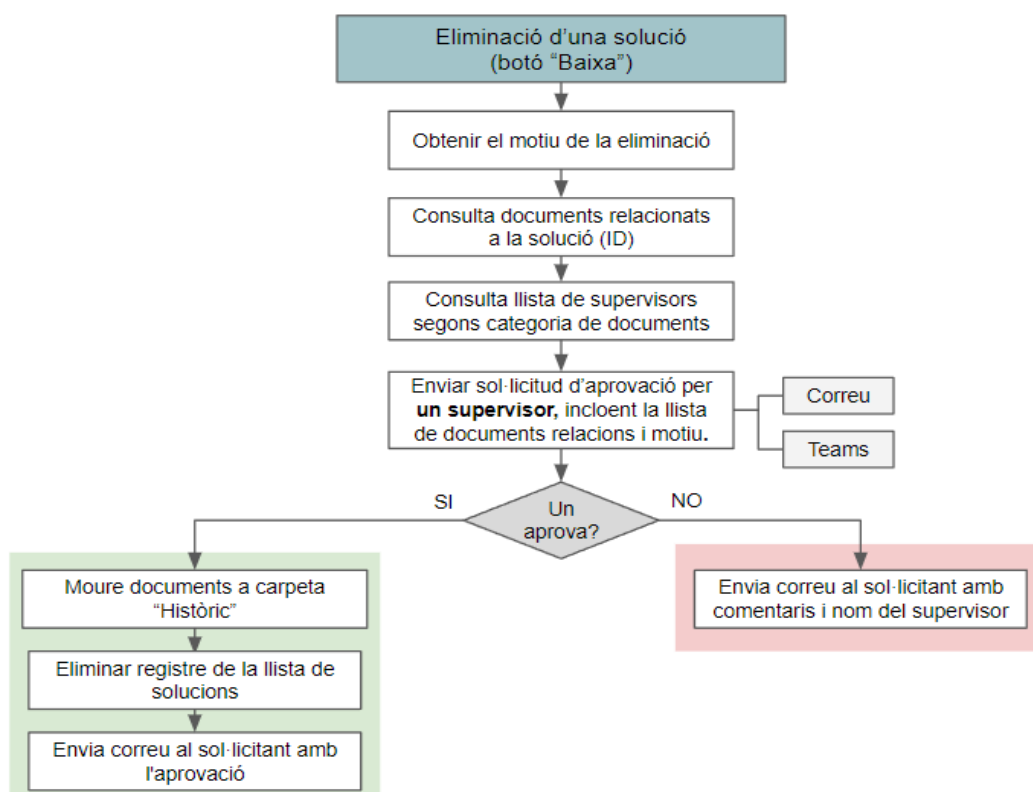 Eliminació d’una solució
(botó “Baixa”)
Obtenir el motiu de la eliminació
Consulta documents relacionats
a la solució (ID)
Consulta llista de supervisors
segons categoria de documents
Enviar sol·licitud d’aprovació per
un supervisor, incloent la llista
de documents relacions i motiu.
Correu
Teams
Un
aprova?
SI
NO
Moure documents a carpeta
“Històric”
Eliminar registre de la llista de
solucions
Envia correu al sol·licitant amb
l'aprovació
Envia correu al sol·licitant amb
comentaris i nom del supervisor